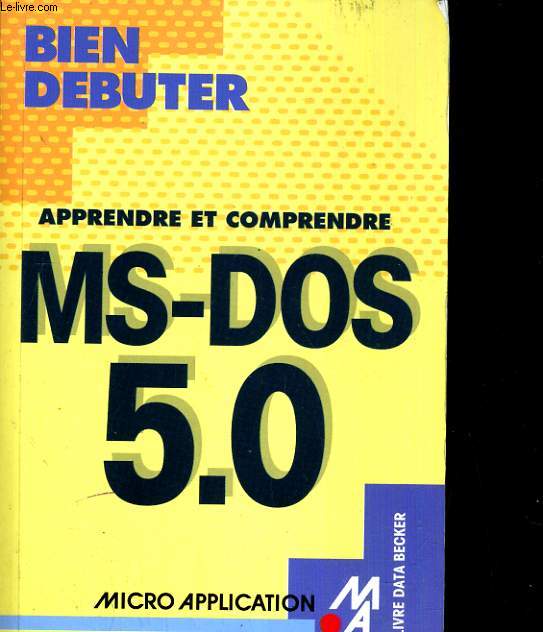 Le-livre.com
BIEN
DEBUTER
APPRENDRE ET COMPRENDRE
MS-DOS
5.0
MICRO APPLICATION
MA
LIVRE DATA BECKER